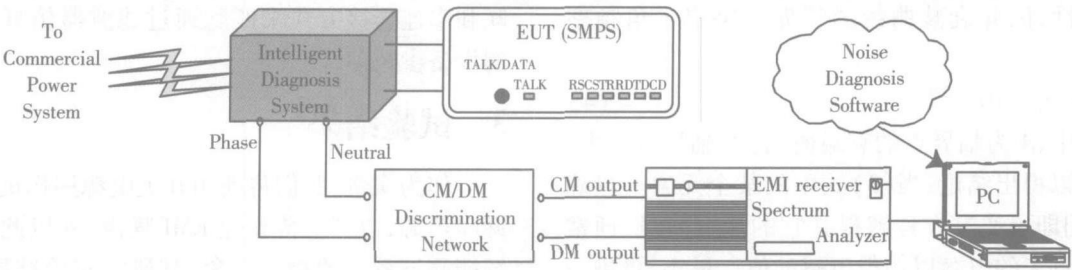 To
Commercial
Power
System
Intelligent
Diagnosis
System
EUT (SMPS)
TALK/DATA
TALK
RSCSTRRDTDCD
Noise
Diagnosis
Software
Phase
Neutral
CM/DM
Discrimination
Network
CM output
DM output
EMI receiver
Spectrum
Analyzer
PC